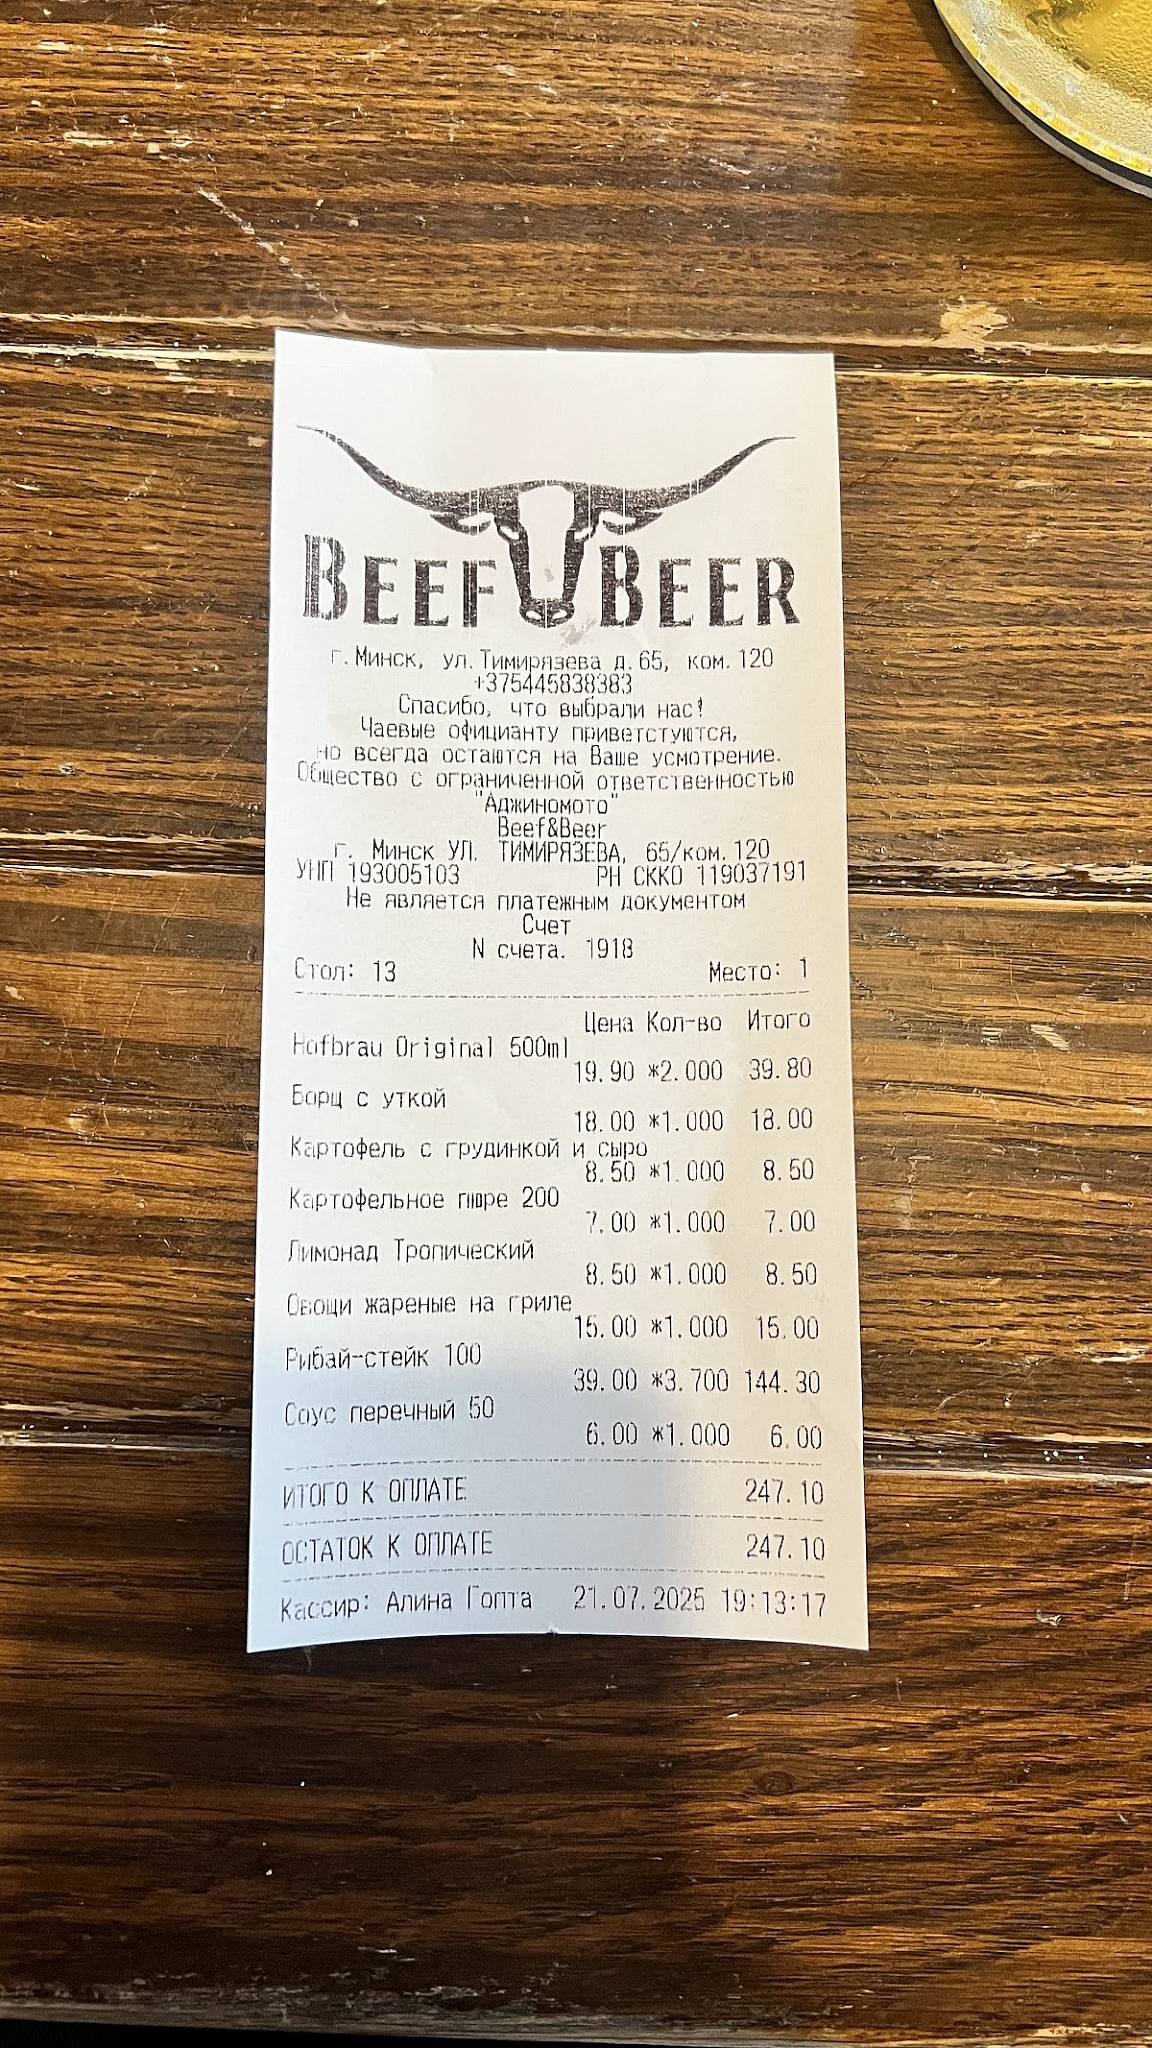 BEEF BEER
г. Минск, ул. Тимирязева д. 65, ком. 120
+375445838383
Спасибо, что выбрали нас!
Чаевые официанту приветстуются,
но всегда остаются на Ваше усмотрение.
Общество с ограниченной ответственностью
"Аджиномото"
Beef&Beer
г. Минск УЛ. ТИМИРЯЗЕВА, 65/ком. 120
УНП 193005103 РН СККО 119037191
Не является платежным документом
Счет
N счета. 1918
Стол: 13 Место: 1
Цена Кол-во Итого
Hofbrau Original 500ml
19.90 *2.000 39.80
Борщ с уткой
18.00 *1.000 18.00
Картофель с грудинкой и сыро
8.50 *1.000 8.50
Картофельное пюре 200
7.00 *1.000 7.00
Лимонад Тропический
8.50 *1.000 8.50
Овощи жареные на гриле
15.00 *1.000 15.00
Рибай-стейк 100
39.00 *3.700 144.30
Соус перечный 50
6.00 *1.000 6.00
ИТОГО К ОПЛАТЕ 247.10
ОСТАТОК К ОПЛАТЕ 247.10
Кассир: Алина Гопта 21.07.2025 19:13:17